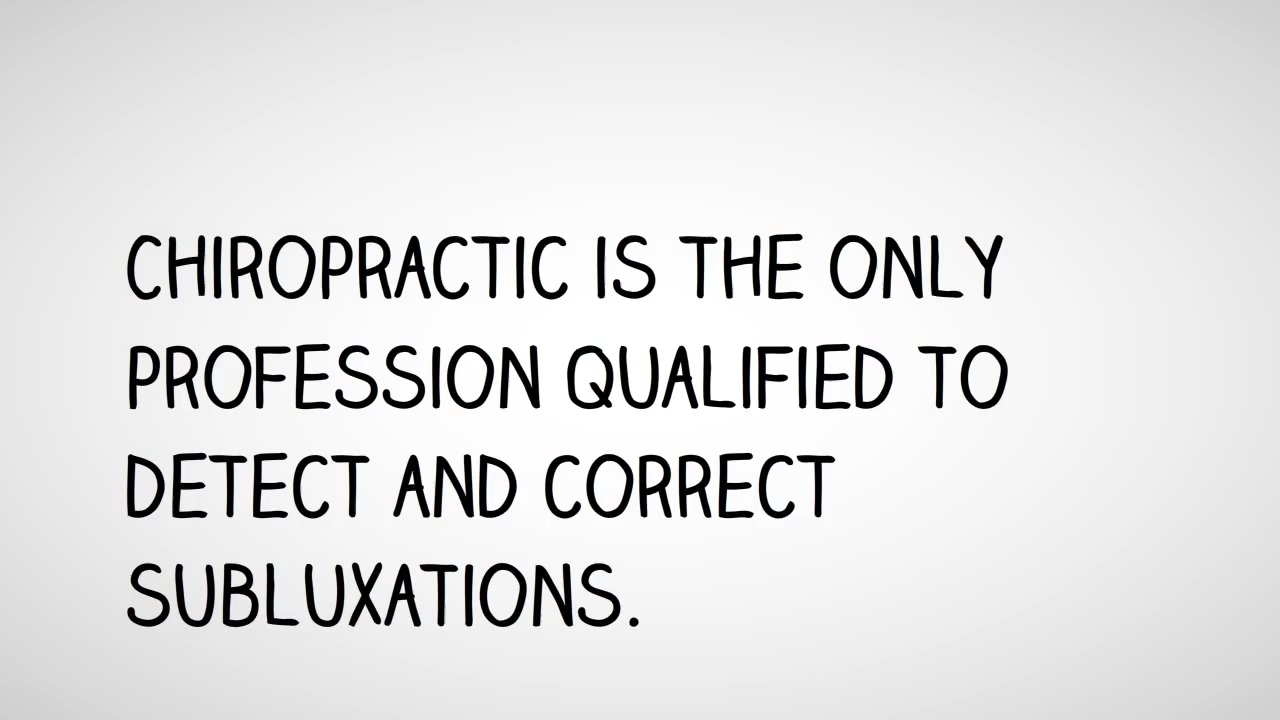 CHIROPRACTIC IS THE ONLY
PROFESSION QUALIFIED TO
DETECT AND CORRECT
SUBLUXATIONS.